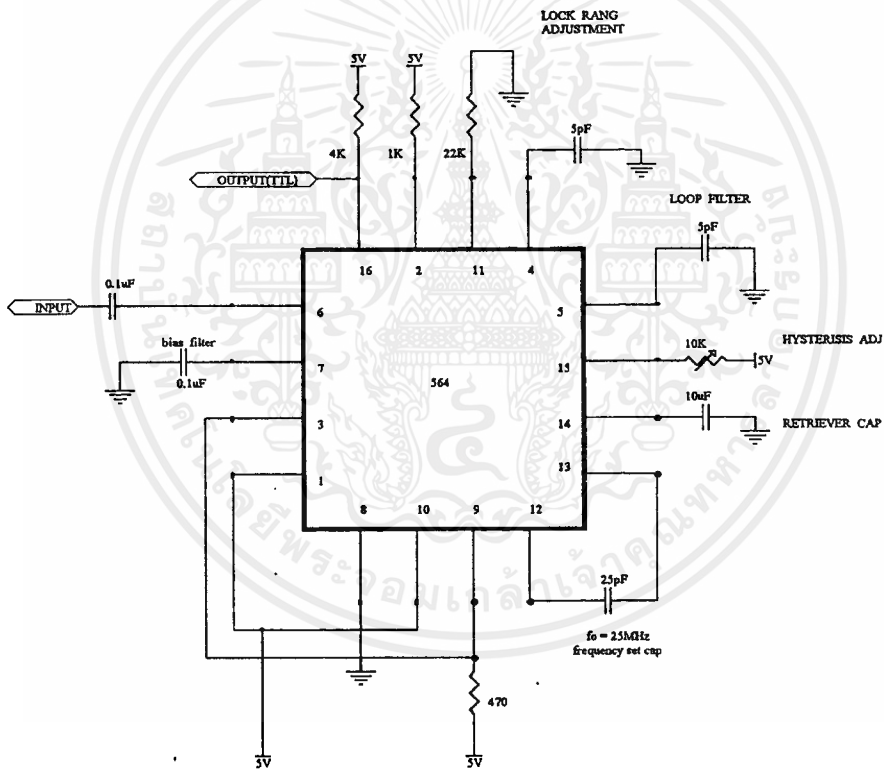 LOCK RANG
ADJUSTMENT
5V
5V
4K
1K
22K
5pF
OUTPUT(TTL)
LOOP FILTER
5pF
16
2
11
4
0.1uF
INPUT
6
5
HYSTERISIS ADJ
10K
5V
bias filter
0.1uF
7
15
564
10uF
3
14
RETRIEVER CAP
1
13
8
10
9
12
25pF
fo = 25MHz
frequency set cap
470
5V
5V